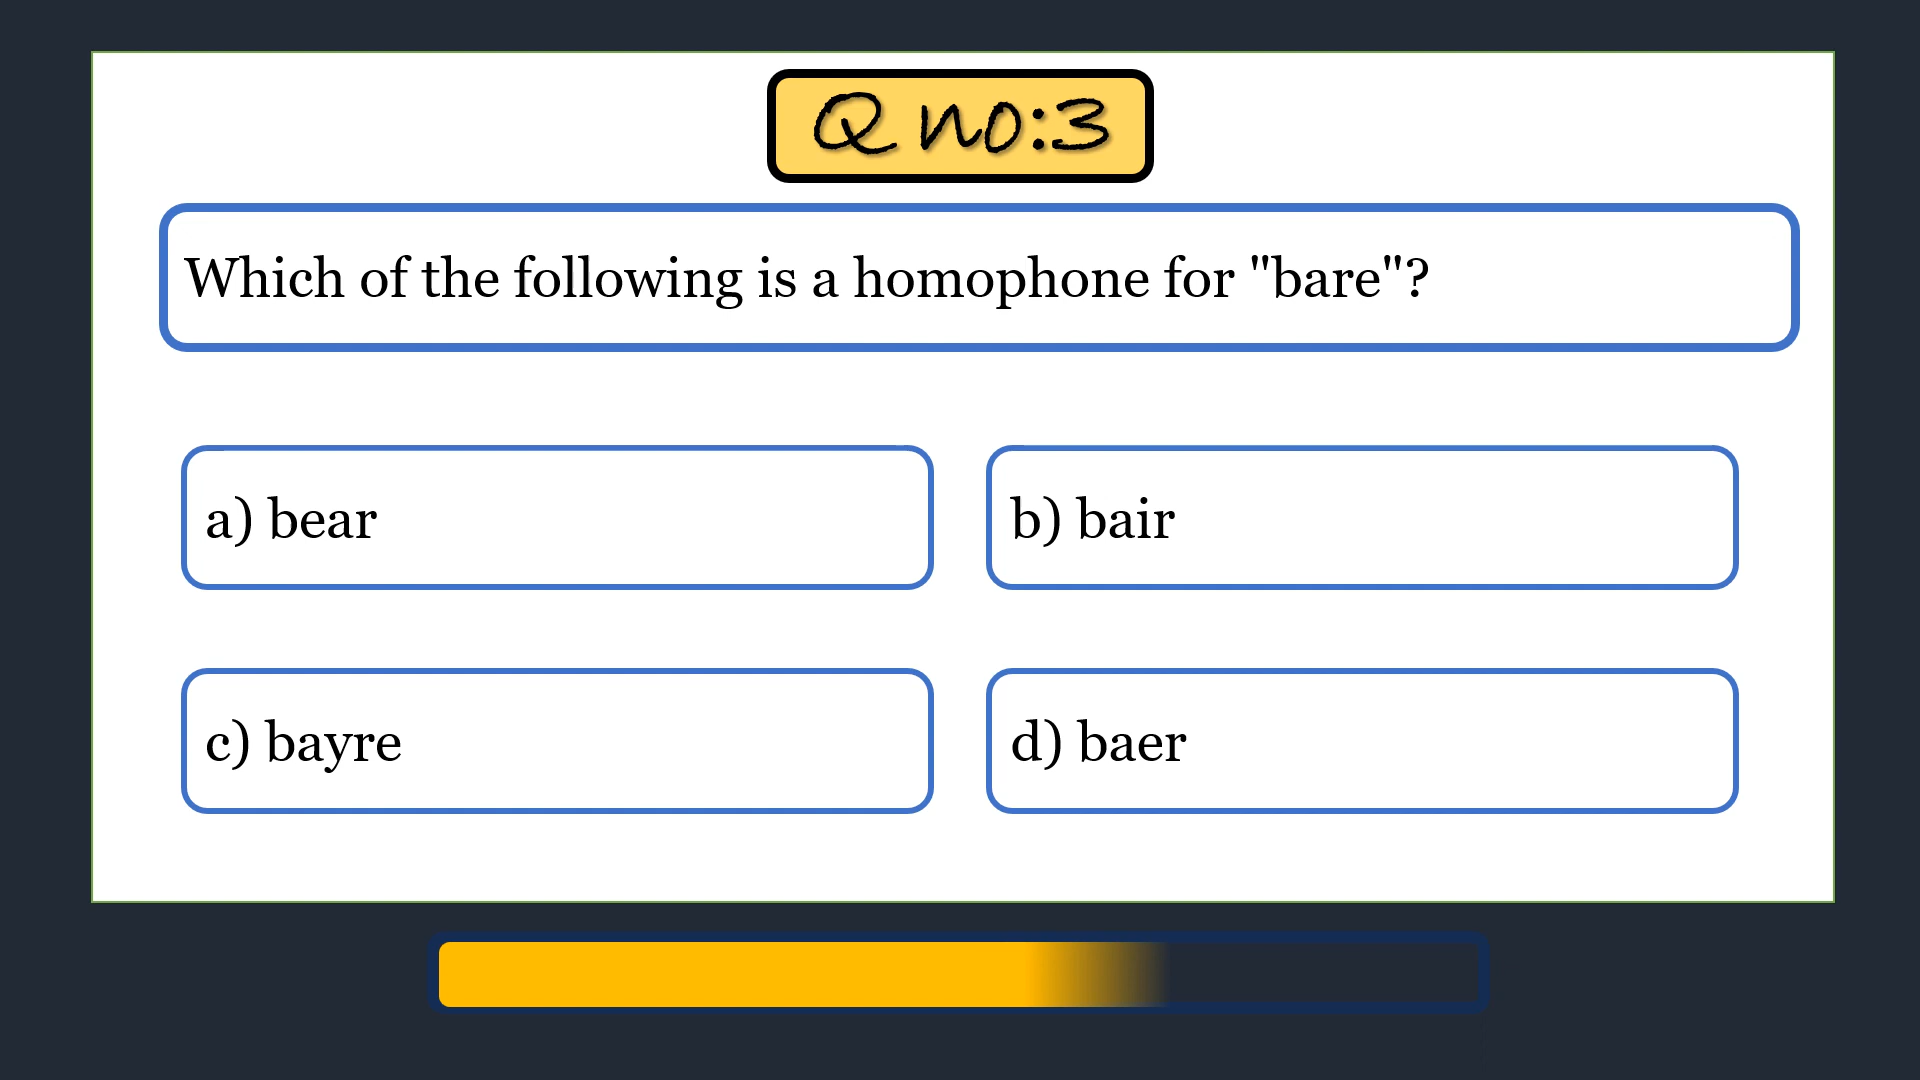 Q no:3
Which of the following is a homophone for "bare"?
a) bear
b) bair
c) bayre
d) baer